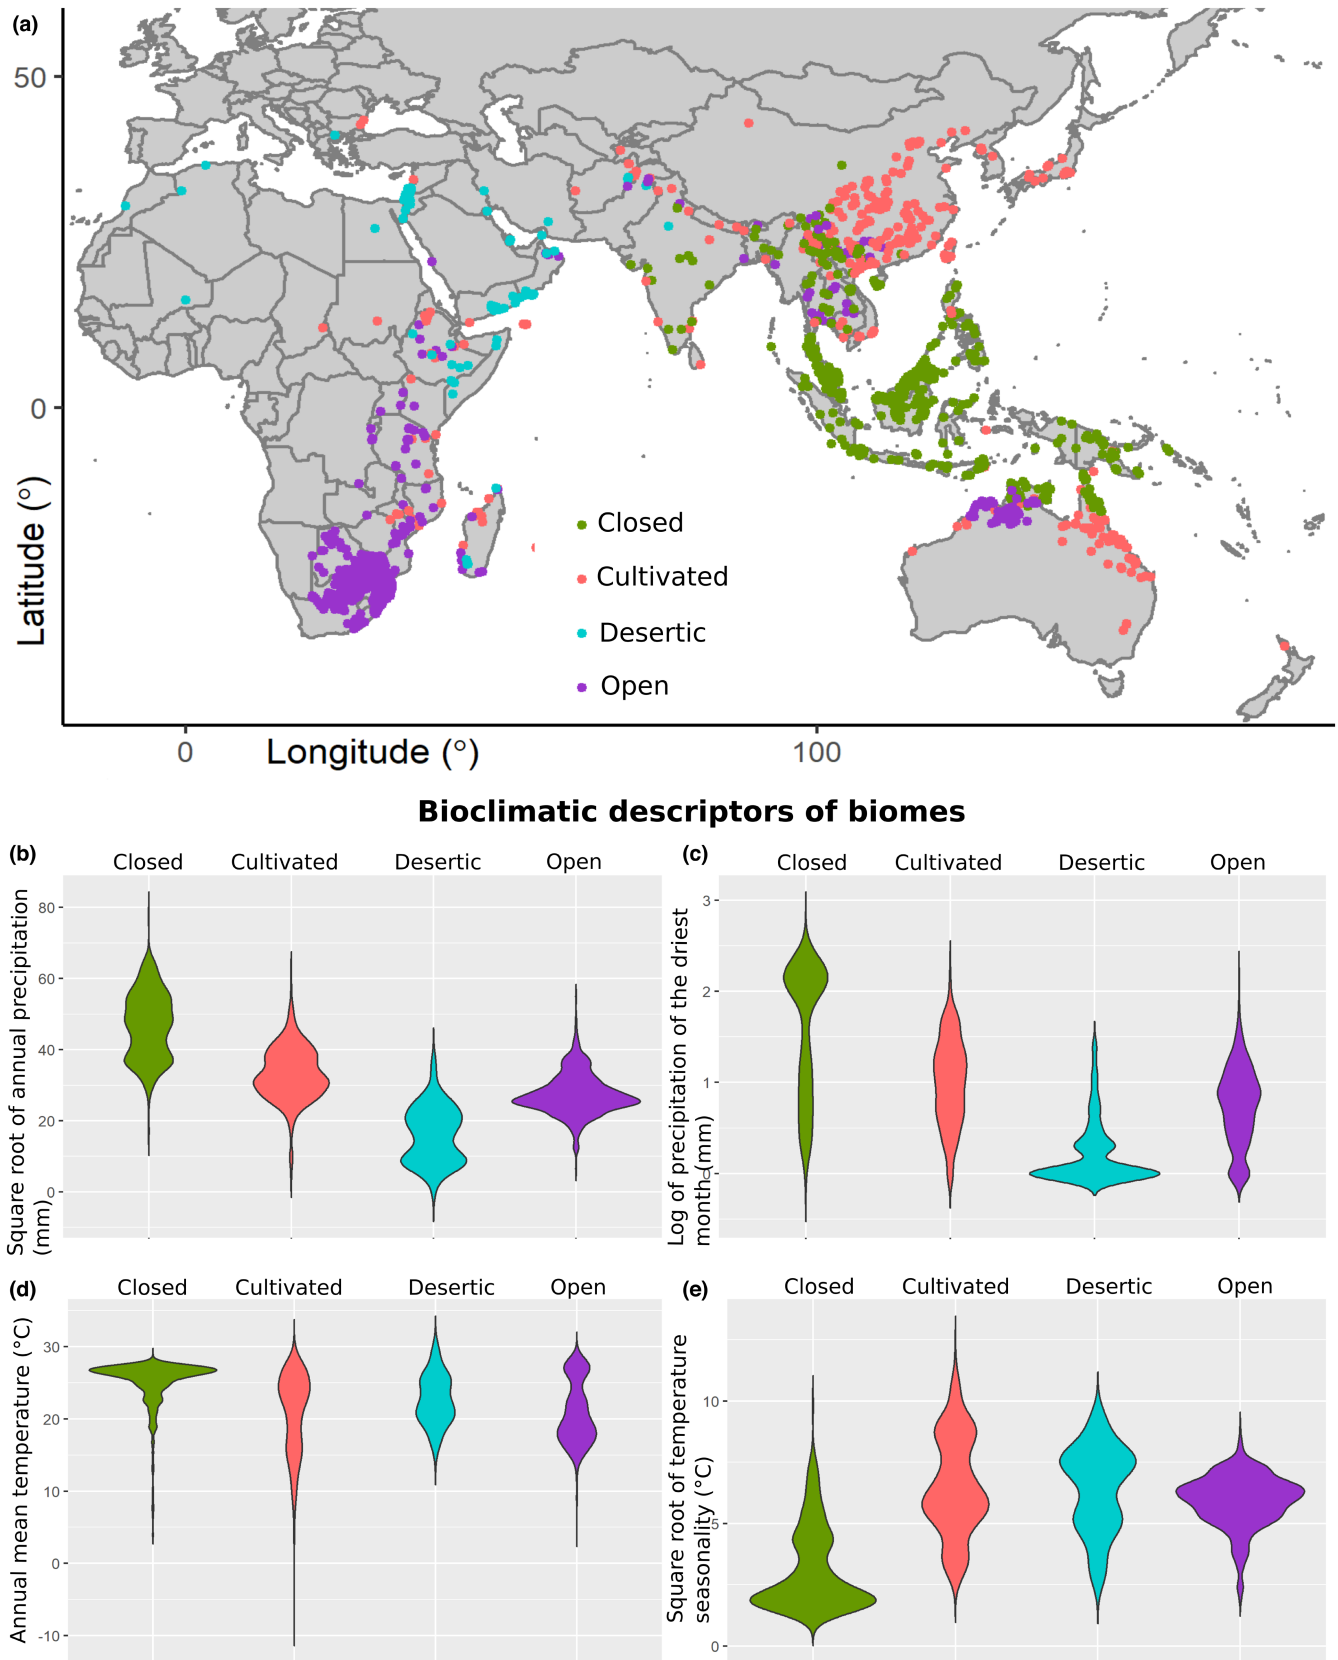 (a)
50
0
Latitude (°)
Closed
Cultivated
Desertic
Open
0
100
Longitude (°)
Bioclimatic descriptors of biomes
(b)
Closed
Cultivated
Desertic
Open
Square root of annual precipitation
(mm)
80
60
40
20
0
(c)
Closed
Cultivated
Desertic
Open
Log of precipitation of the driest
month (mm)
3
2
1
0
(d)
Closed
Cultivated
Desertic
Open
Annual mean temperature (°C)
30
20
10
0
-10
(e)
Closed
Cultivated
Desertic
Open
Square root of temperature
seasonality (°C)
10
5
0